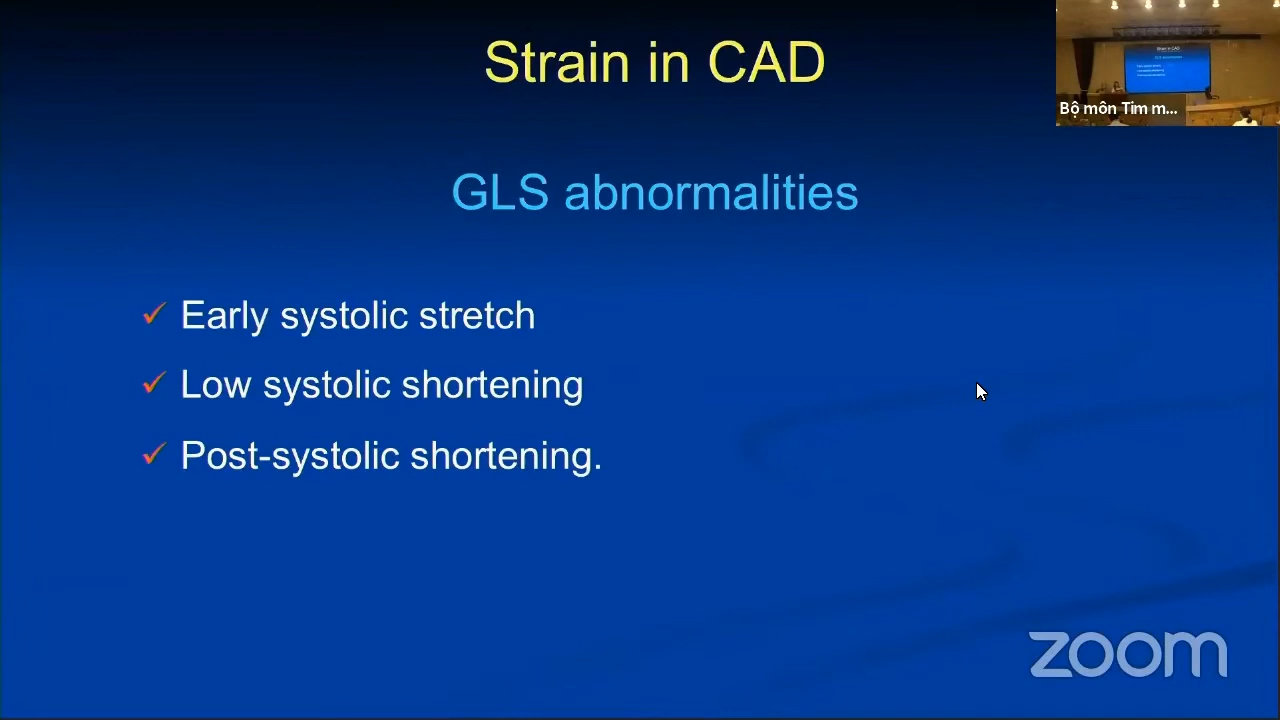 Strain in CAD
Bộ môn Tim m...
GLS abnormalities
Early systolic stretch
Low systolic shortening
Post-systolic shortening.
zoom